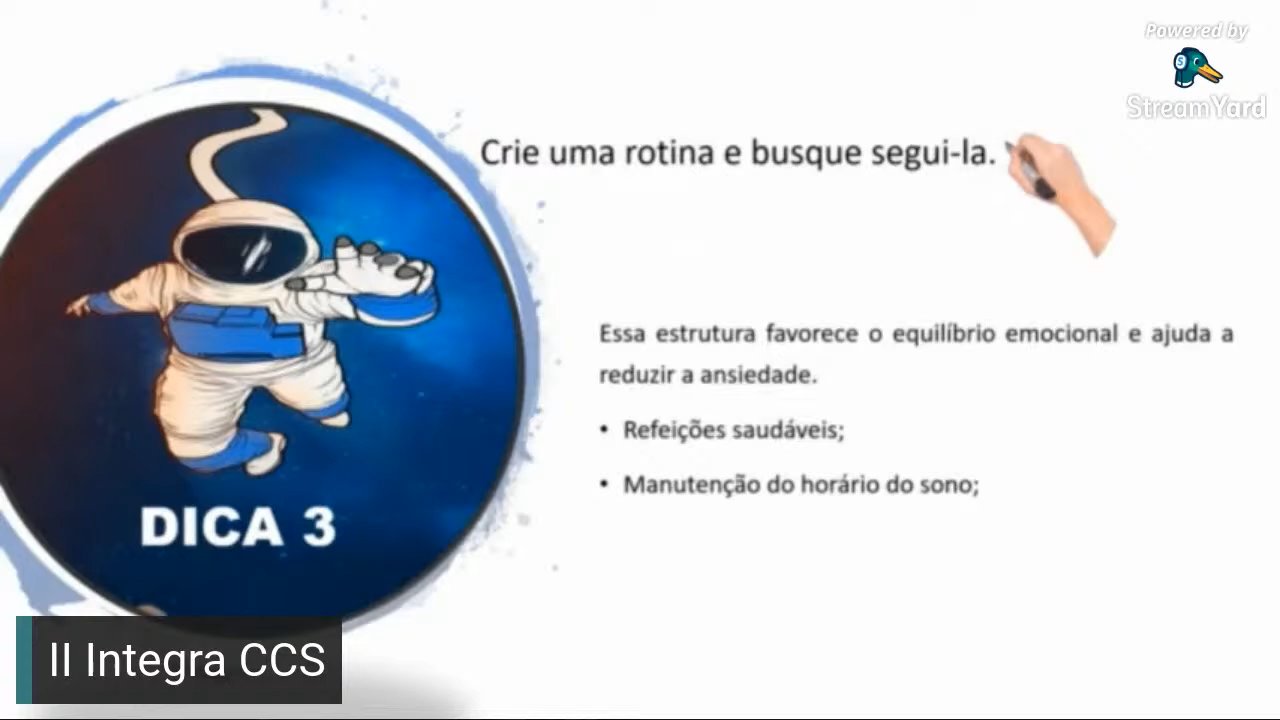 Powered by
StreamYard
Crie uma rotina e busque segui-la.
Essa estrutura favorece o equilíbrio emocional e ajuda a
reduzir a ansiedade.
• Refeições saudáveis;
• Manutenção do horário do sono;
DICA 3
II Integra CCS